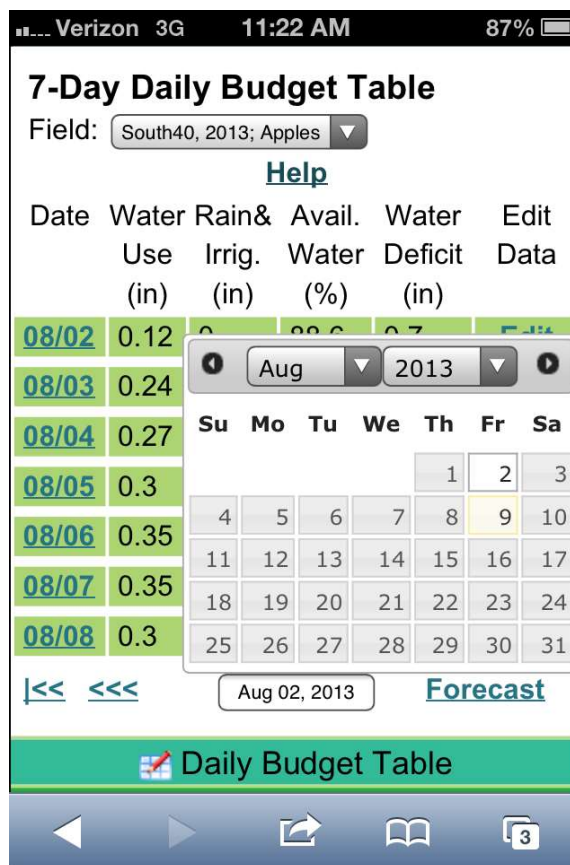 Verizon 3G 11:22 AM 87%
7-Day Daily Budget Table
Field: South40, 2013; Apples
Help
Date Water Rain& Avail. Water Edit
Use Irrig. Water Deficit Data
(in) (in) (%) (in)
08/02 0.12
08/03 0.24
08/04 0.27
08/05 0.3
08/06 0.35
08/07 0.35
08/08 0.3
Aug 2013
Su Mo Tu We Th Fr Sa
1 2 3
4 5 6 7 8 9 10
11 12 13 14 15 16 17
18 19 20 21 22 23 24
25 26 27 28 29 30 31
|<< <<< Aug 02, 2013 Forecast
Daily Budget Table
3